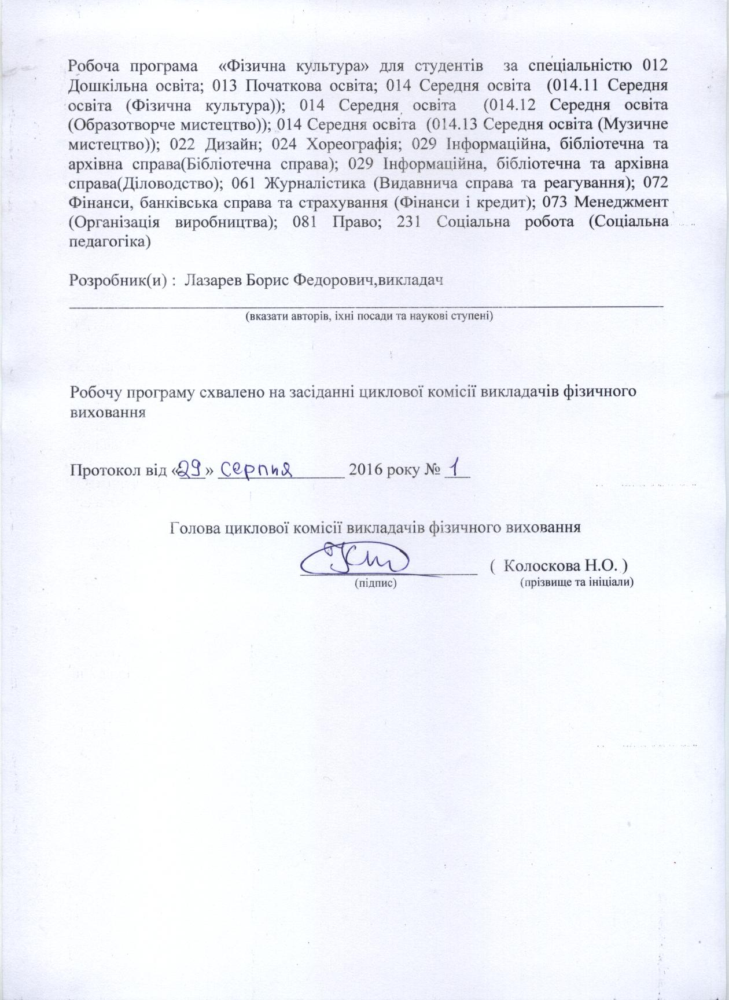 Робоча програма «Фізична культура» для студентів за спеціальністю 012
Дошкільна освіта; 013 Початкова освіта; 014 Середня освіта (014.11 Середня
освіта (Фізична культура)); 014 Середня освіта (014.12 Середня освіта
(Образотворче мистецтво)); 014 Середня освіта (014.13 Середня освіта (Музичне
мистецтво)); 022 Дизайн; 024 Хореографія; 029 Інформаційна, бібліотечна та
архівна справа(Бібліотечна справа); 029 Інформаційна, бібліотечна та архівна
справа(Діловодство); 061 Журналістика (Видавнича справа та реагування); 072
Фінанси, банківська справа та страхування (Фінанси і кредит); 073 Менеджмент
(Організація виробництва); 081 Право; 231 Соціальна робота (Соціальна
педагогіка)
Розробник(и) : Лазарев Борис Федорович,викладач
(вказати авторів, іхні посади та наукові ступені)
Робочу програму схвалено на засіданні циклової комісії викладачів фізичного
виховання
Протокол від «29» серпня 2016 року № 1
Голова циклової комісії викладачів фізичного виховання
( Колоскова Н.О. )
(підпис) (прізвище та ініціали)